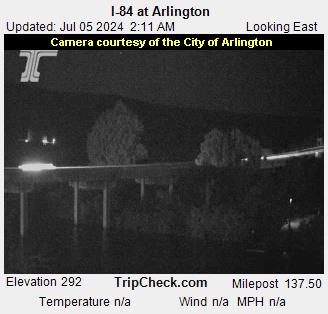 I-84 at Arlington
Updated: Jul 05 2024 2:11 AM Looking East
Camera courtesy of the City of Arlington
Elevation 292 TripCheck.com Milepost 137.50
Temperature n/a Wind n/a MPH n/a